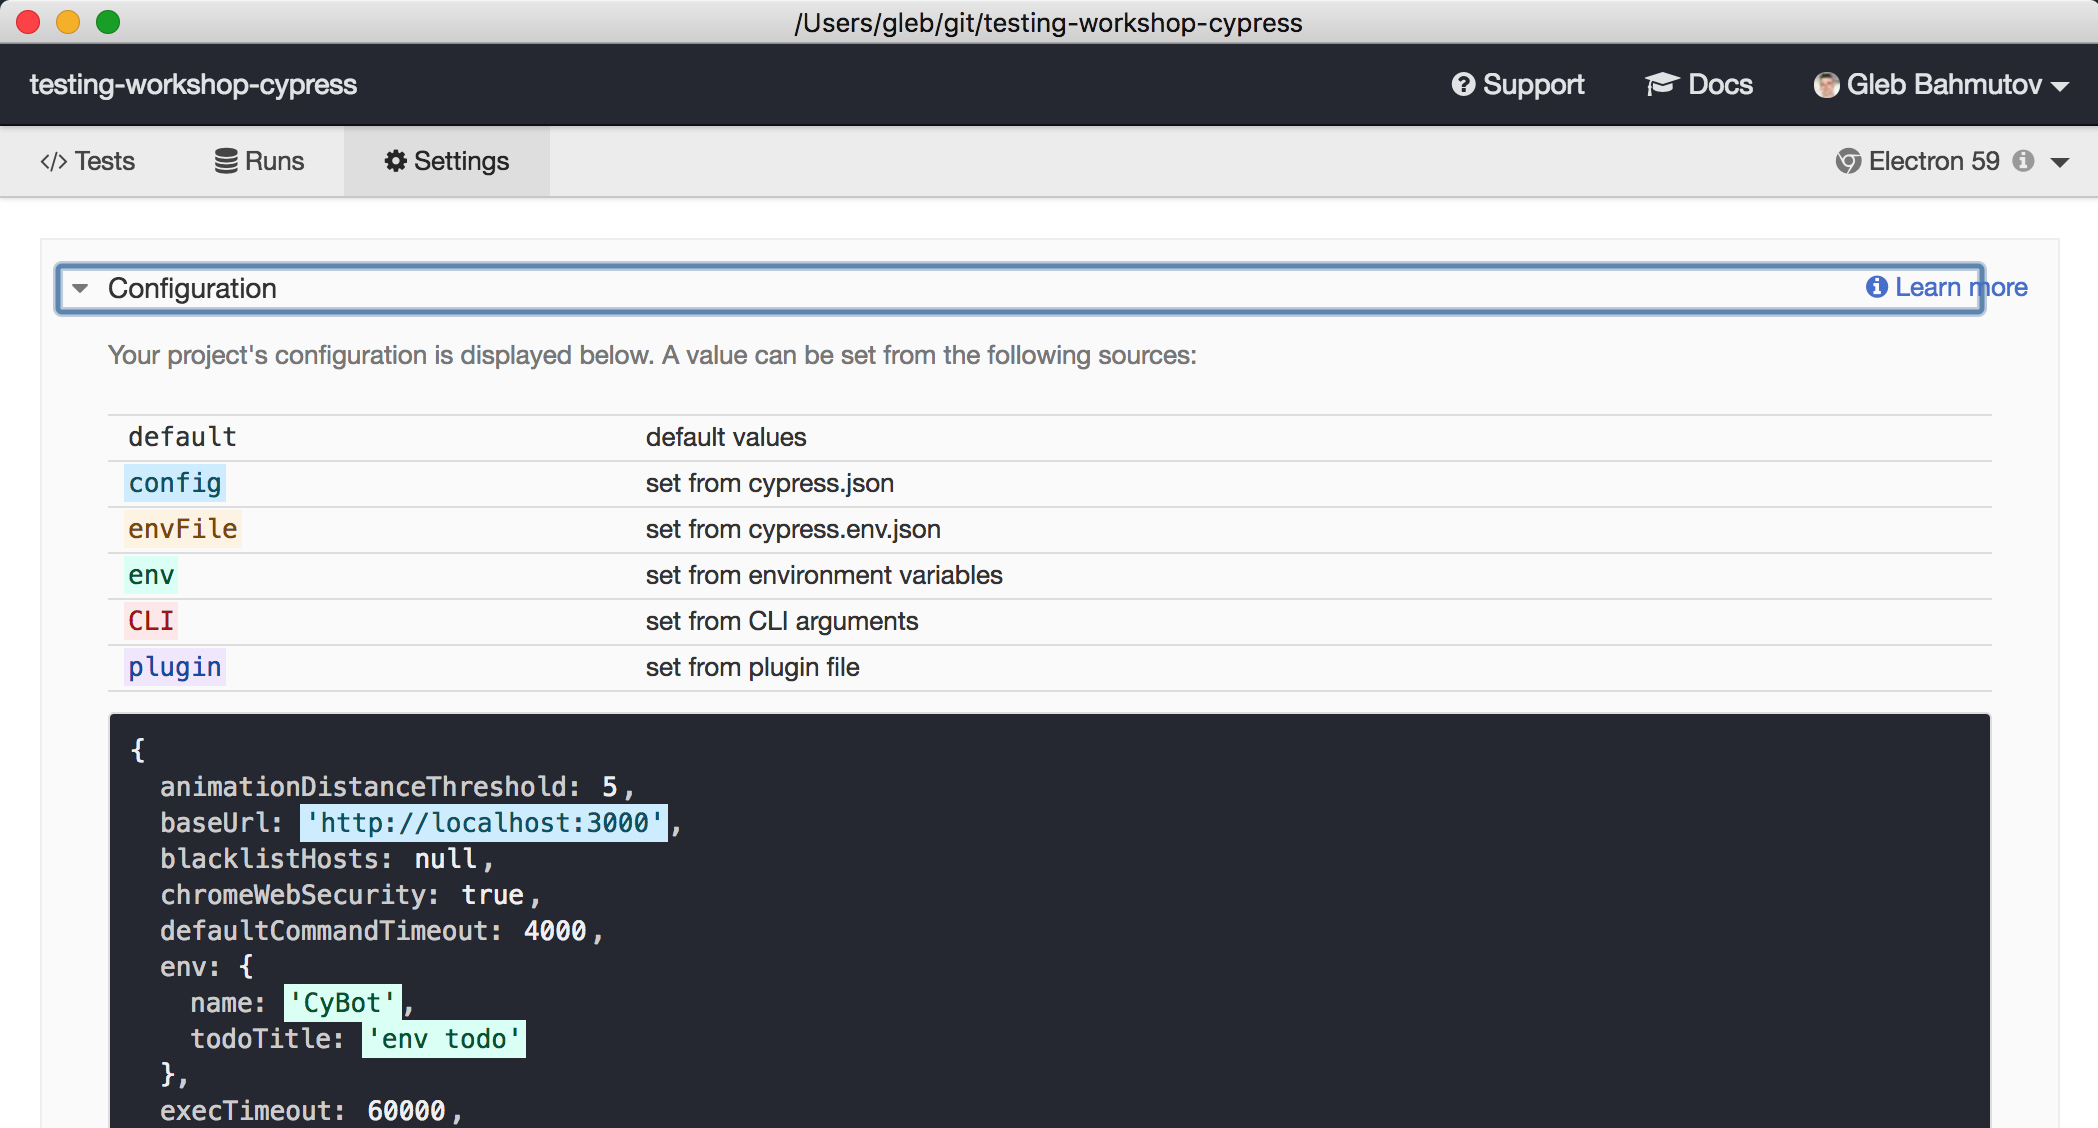 /Users/gleb/git/testing-workshop-cypress
testing-workshop-cypress Support Docs Gleb Bahmutov
</> Tests Runs Settings Electron 59
Configuration Learn more
Your project's configuration is displayed below. A value can be set from the following sources:
default default values
config set from cypress.json
envFile set from cypress.env.json
env set from environment variables
CLI set from CLI arguments
plugin set from plugin file
{
animationDistanceThreshold: 5,
baseUrl: 'http://localhost:3000',
blacklistHosts: null,
chromeWebSecurity: true,
defaultCommandTimeout: 4000,
env: {
name: 'CyBot',
todoTitle: 'env todo'
},
execTimeout: 60000,